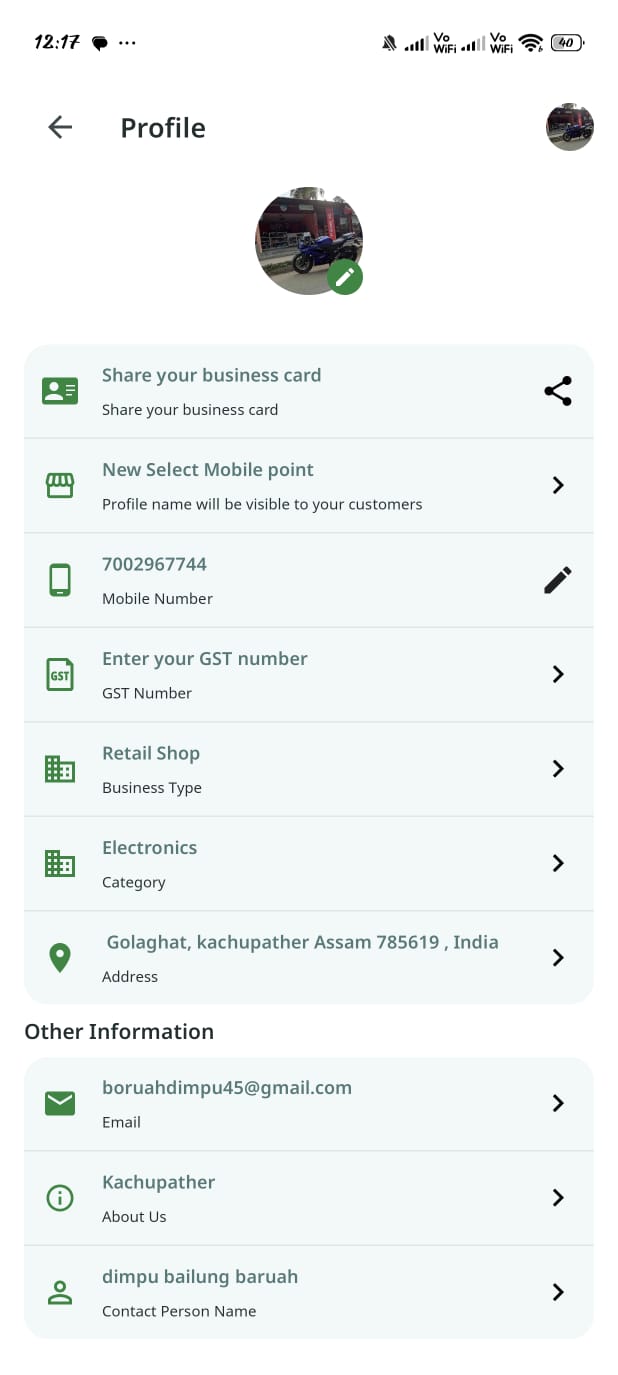 12:17
Vo
WiFi
Vo
WiFi
40
Profile
Share your business card
Share your business card
New Select Mobile point
Profile name will be visible to your customers
7002967744
Mobile Number
Enter your GST number
GST
GST Number
Retail Shop
Business Type
Electronics
Category
Golaghat, kachupather Assam 785619 , India
Address
Other Information
boruahdimpu45@gmail.com
Email
Kachupather
About Us
dimpu bailung baruah
Contact Person Name